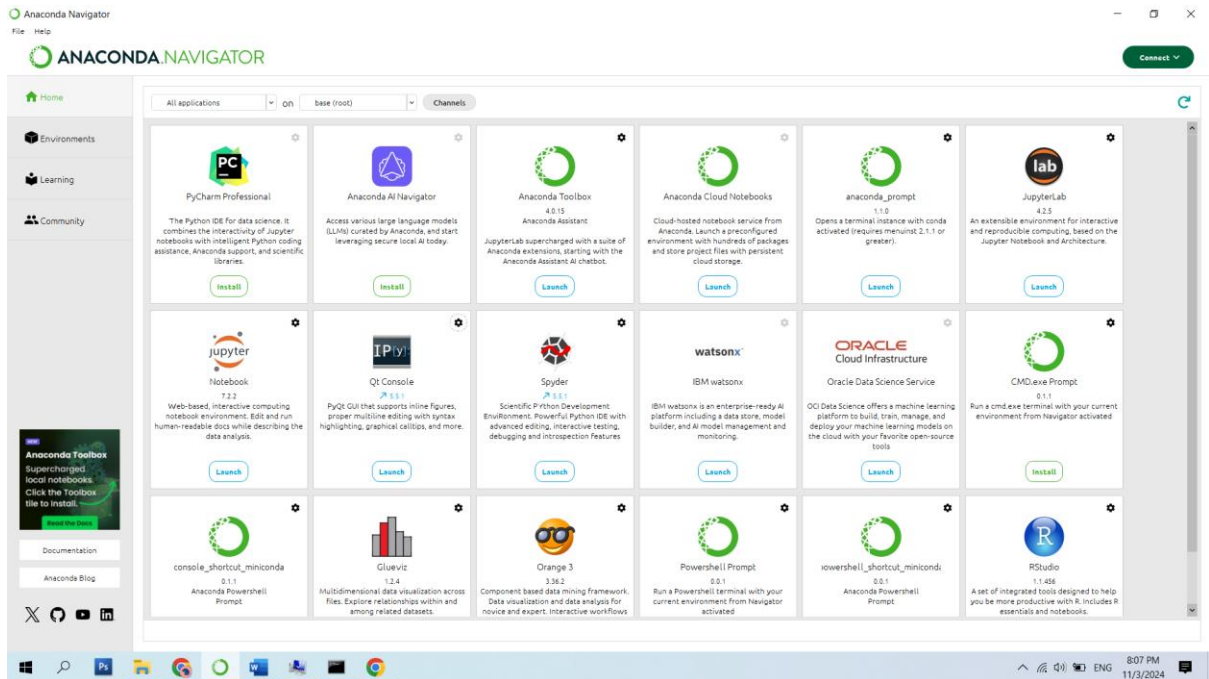 Anaconda Navigator
File Help
ANACONDA.NAVIGATOR
Connect
Home
Environments
Learning
Community
All applications
on
base (root)
Channels
PC
PyCharm Professional
The Python IDE for data science. It
combines the interactivity of Jupyter
notebooks with intelligent Python coding
assistance, Anaconda support, and scientific
libraries.
Install
Anaconda AI Navigator
Access various large language models
(LLMs) curated by Anaconda, and start
leveraging secure local AI today.
Install
Anaconda Toolbox
4.0.15
Anaconda Assistant
JupyterLab supercharged with a suite of
Anaconda extensions, starting with the
Anaconda Assistant AI chatbot.
Launch
Anaconda Cloud Notebooks
Cloud-hosted notebook service from
Anaconda. Launch a preconfigured
environment with hundreds of packages
and store project files with persistent
cloud storage.
Launch
anaconda_prompt
1.1.0
Opens a terminal instance with conda
activated (requires menuinst 2.1.1 or
greater).
Launch
lab
JupyterLab
4.2.5
An extensible environment for interactive
and reproducible computing, based on the
Jupyter Notebook and Architecture.
Launch
jupyter
Notebook
7.2.2
Web-based, interactive computing
notebook environment. Edit and run
human-readable docs while describing the
data analysis.
Launch
IP[y]:
Qt Console
5.5.1
PyQt GUI that supports inline figures,
proper multiline editing with syntax
highlighting, graphical calltips, and more.
Launch
Spyder
5.5.1
Scientific PYthon Development
EnviRonment. Powerful Python IDE with
advanced editing, interactive testing,
debugging and introspection features
Launch
watsonx
IBM watsonx
IBM watsonx is an enterprise-ready AI
platform including a data store, model
builder, and AI model management and
monitoring.
Launch
ORACLE
Cloud Infrastructure
Oracle Data Science Service
OCI Data Science offers a machine learning
platform to build, train, manage, and
deploy your machine learning models on
the cloud with your favorite open-source
tools
Launch
CMD.exe Prompt
0.1.1
Run a cmd.exe terminal with your current
environment from Navigator activated
Install
console_shortcut_miniconda
0.1.1
Anaconda Powershell
Prompt
Glueviz
1.2.4
Multidimensional data visualization across
files. Explore relationships within and
among related datasets.
Orange 3
3.36.2
Component based data mining framework.
Data visualization and data analysis for
novice and expert. Interactive workflows
Powershell Prompt
0.0.1
Run a Powershell terminal with your
current environment from Navigator
activated
powershell_shortcut_miniconda
0.0.1
Anaconda Powershell
Prompt
R
RStudio
1.1.456
A set of integrated tools designed to help
you be more productive with R. Includes R
essentials and notebooks.
NEW
Anaconda Toolbox
Supercharged
local notebooks.
Click the Toolbox
tile to install.
Read the Docs
Documentation
Anaconda Blog
Ps
ENG
8:07 PM
11/3/2024